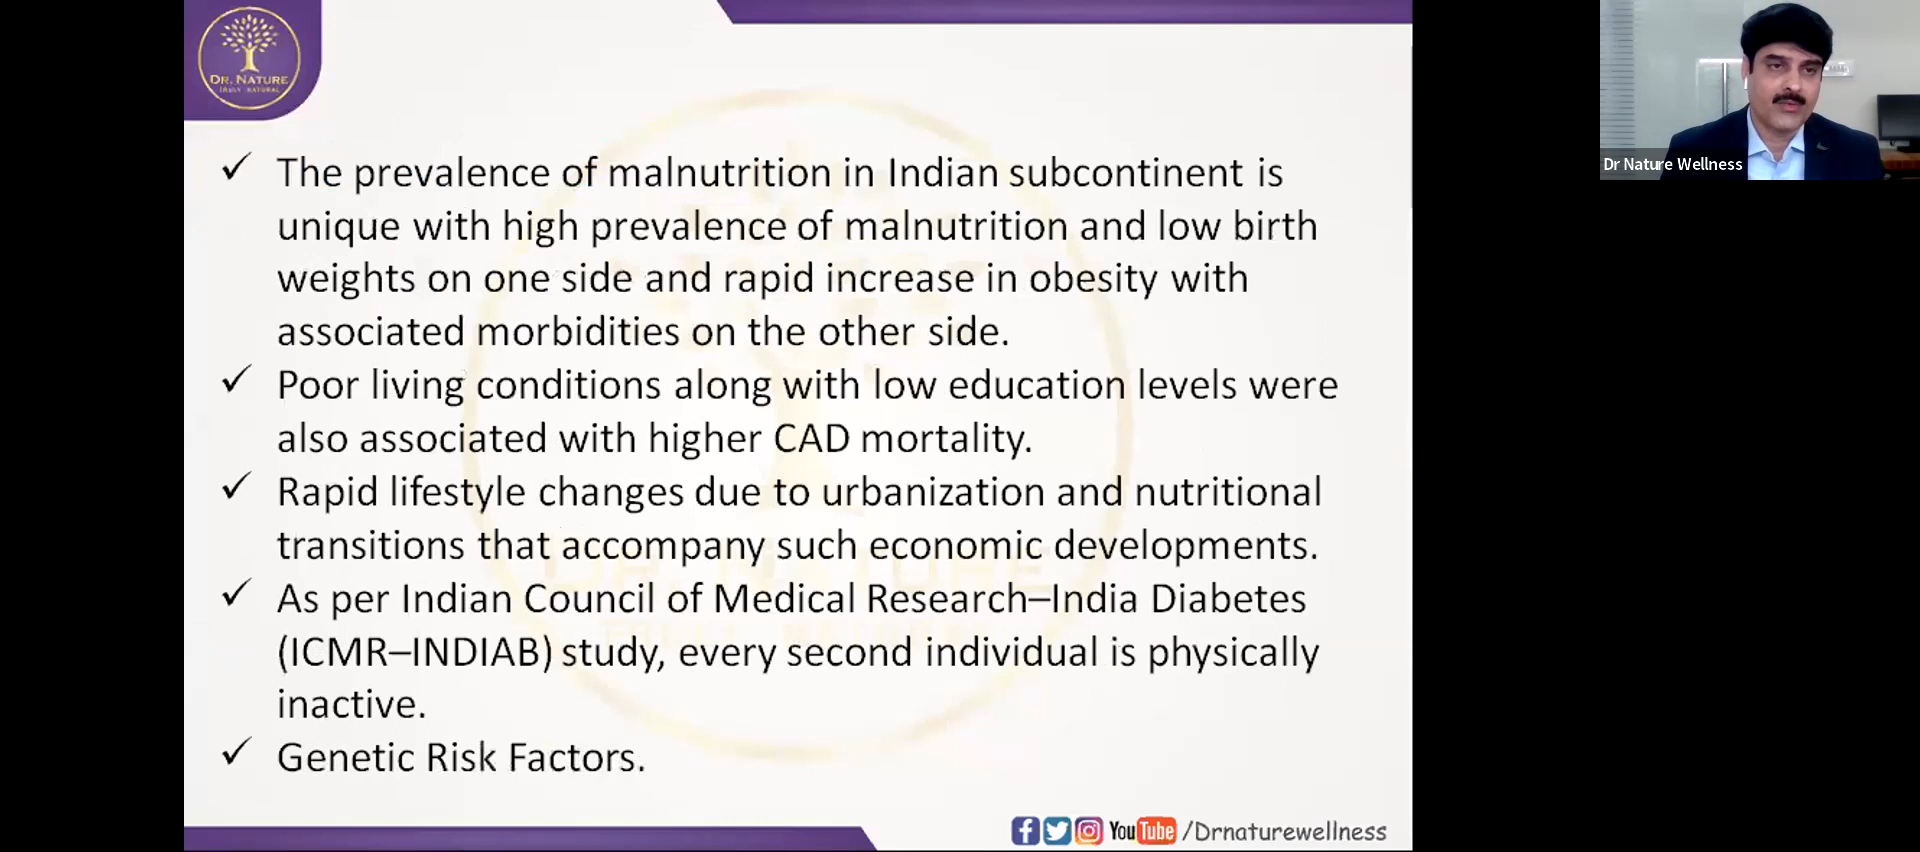 DR. NATURE
TRULY NATURAL
✓ The prevalence of malnutrition in Indian subcontinent is
unique with high prevalence of malnutrition and low birth
weights on one side and rapid increase in obesity with
associated morbidities on the other side.
✓ Poor living conditions along with low education levels were
also associated with higher CAD mortality.
✓ Rapid lifestyle changes due to urbanization and nutritional
transitions that accompany such economic developments.
✓ As per Indian Council of Medical Research–India Diabetes
(ICMR–INDIAB) study, every second individual is physically
inactive.
✓ Genetic Risk Factors.
YouTube /Drnaturewellness
Dr Nature Wellness